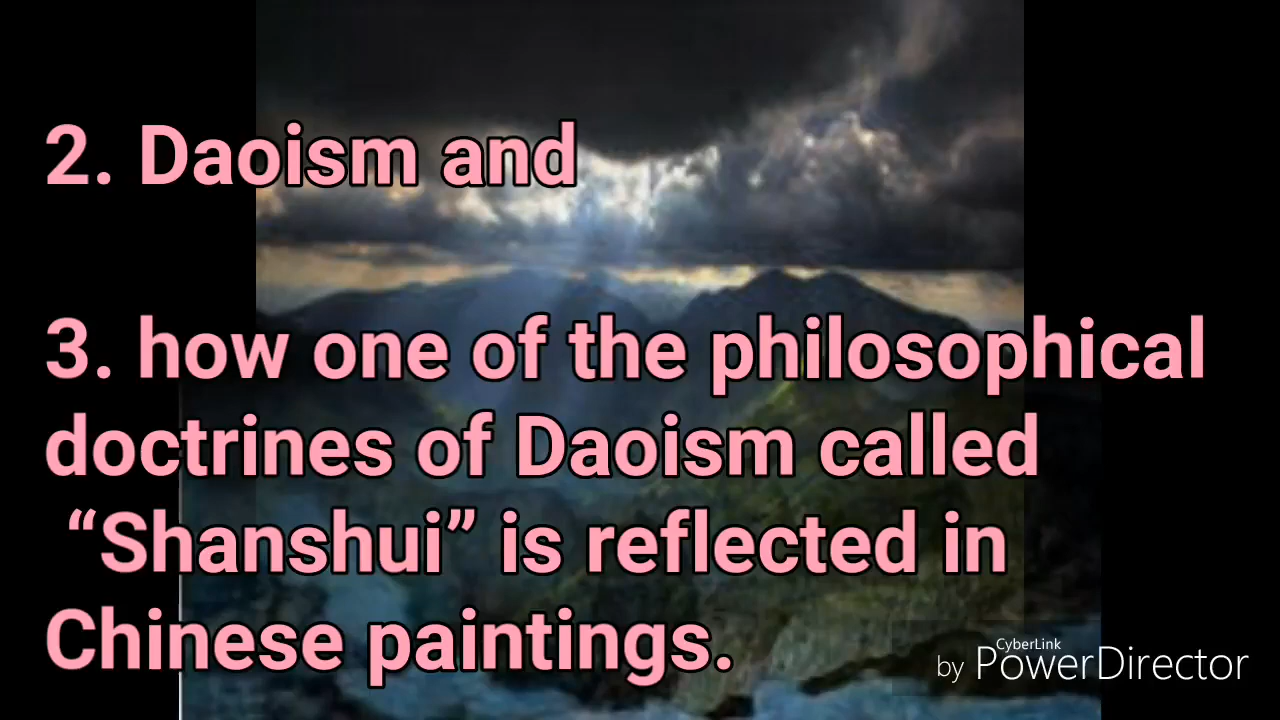 2. Daoism and
3. how one of the philosophical
doctrines of Daoism called
“Shanshui” is reflected in
Chinese paintings.
CyberLink
by PowerDirector